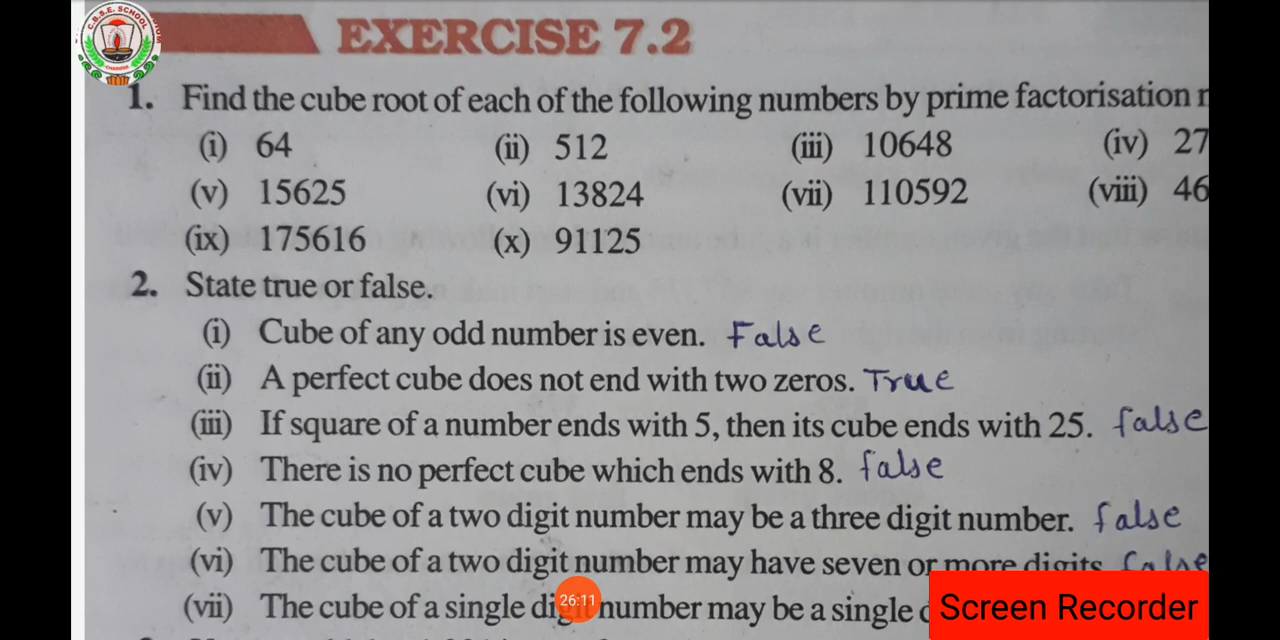 C.B.S.E. SCHOOL
EXERCISE 7.2
1. Find the cube root of each of the following numbers by prime factorisation
(i) 64 (ii) 512 (iii) 10648 (iv) 27
(v) 15625 (vi) 13824 (vii) 110592 (viii) 46
(ix) 175616 (x) 91125
2. State true or false.
(i) Cube of any odd number is even. False
(ii) A perfect cube does not end with two zeros. True
(iii) If square of a number ends with 5, then its cube ends with 25. false
(iv) There is no perfect cube which ends with 8. false
(v) The cube of a two digit number may be a three digit number. false
(vi) The cube of a two digit number may have seven or more digits. false
(vii) The cube of a single digit number may be a single
26:11
Screen Recorder